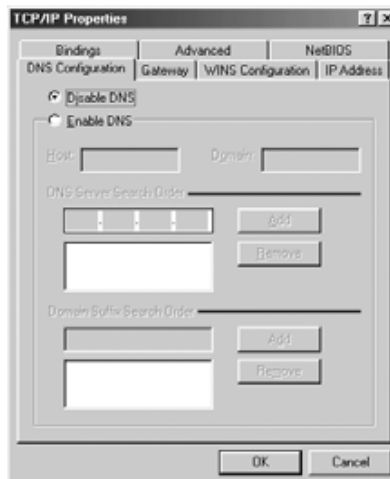 TCP/IP Properties
Bindings Advanced NetBIOS
DNS Configuration Gateway WINS Configuration IP Address
Disable DNS
Enable DNS
Host: Domain:
DNS Server Search Order
Add
Remove
Domain Suffix Search Order
Add
Remove
OK Cancel